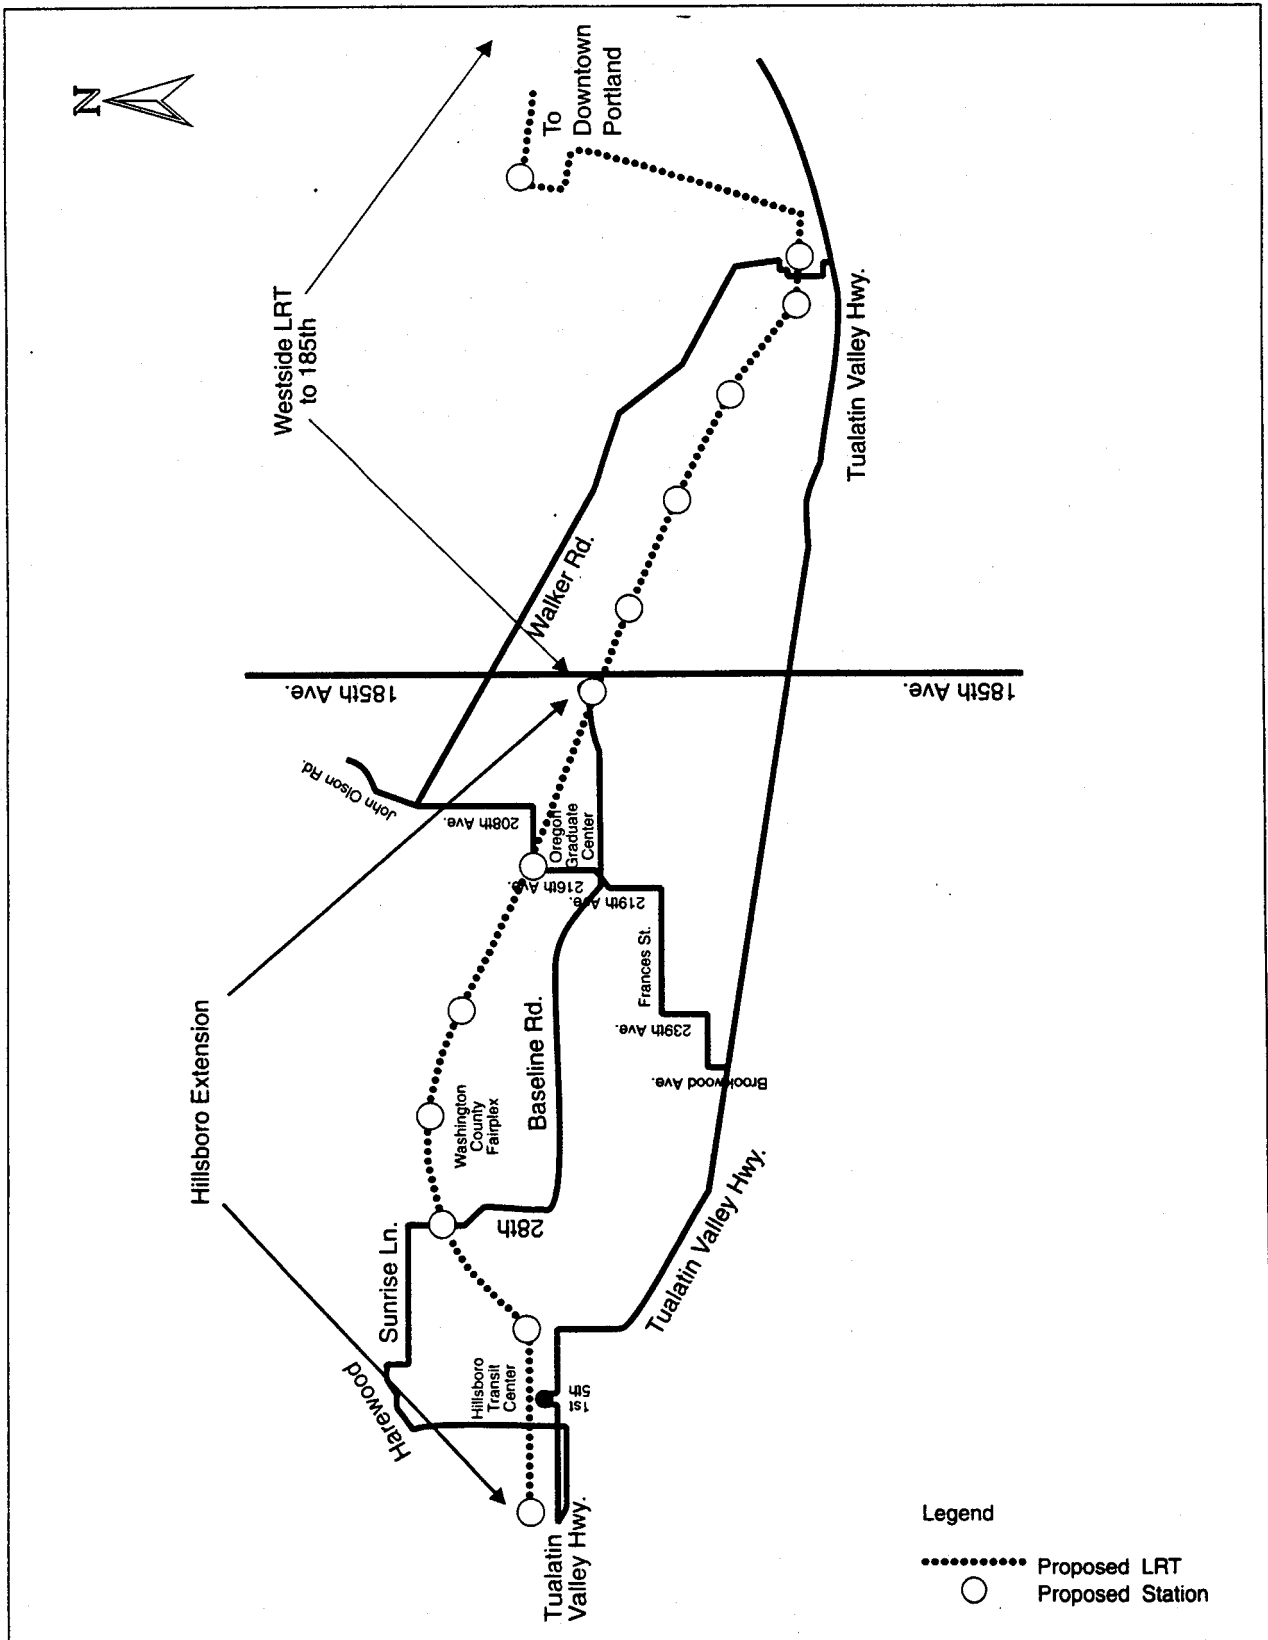 N
To
Downtown
Portland
Westside LRT
to 185th
Tualatin Valley Hwy.
Walker Rd.
185th Ave.
185th Ave.
John Olson Rd.
208th Ave.
Oregon
Graduate
Center
216th Ave.
219th Ave.
Frances St.
239th Ave.
Brookwood Ave.
Hillsboro Extension
Baseline Rd.
Washington
County
Fairplex
28th
Sunrise Ln.
Harewood
Hillsboro
Transit
Center
5th
1st
Tualatin Valley Hwy.
Tualatin
Valley Hwy.
Legend
Proposed LRT
Proposed Station